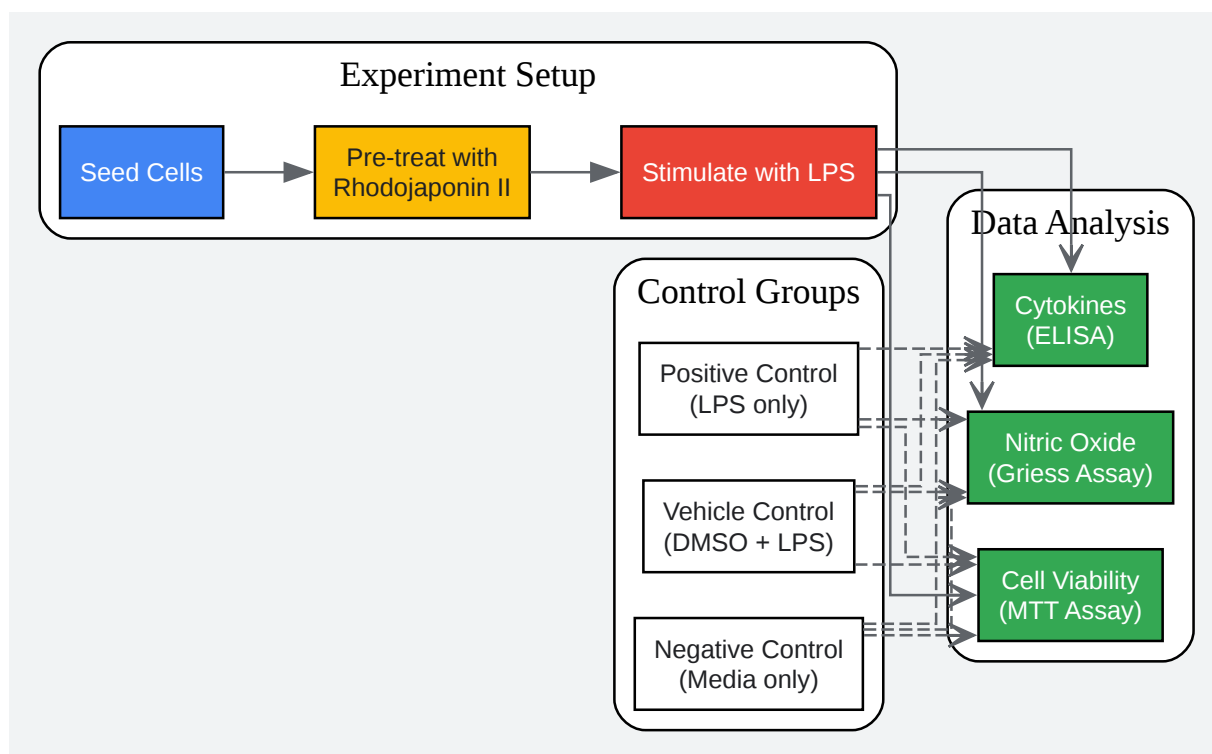 Experiment Setup
Seed Cells
Pre-treat with
Rhodojaponin II
Stimulate with LPS
Data Analysis
Control Groups
Cytokines
(ELISA)
Positive Control
(LPS only)
Nitric Oxide
(Griess Assay)
Vehicle Control
(DMSO + LPS)
Cell Viability
(MTT Assay)
Negative Control
(Media only)